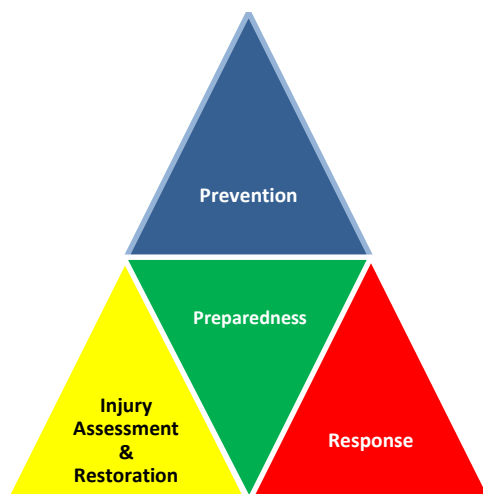 Prevention
Preparedness
Injury
Assessment
&
Restoration
Response